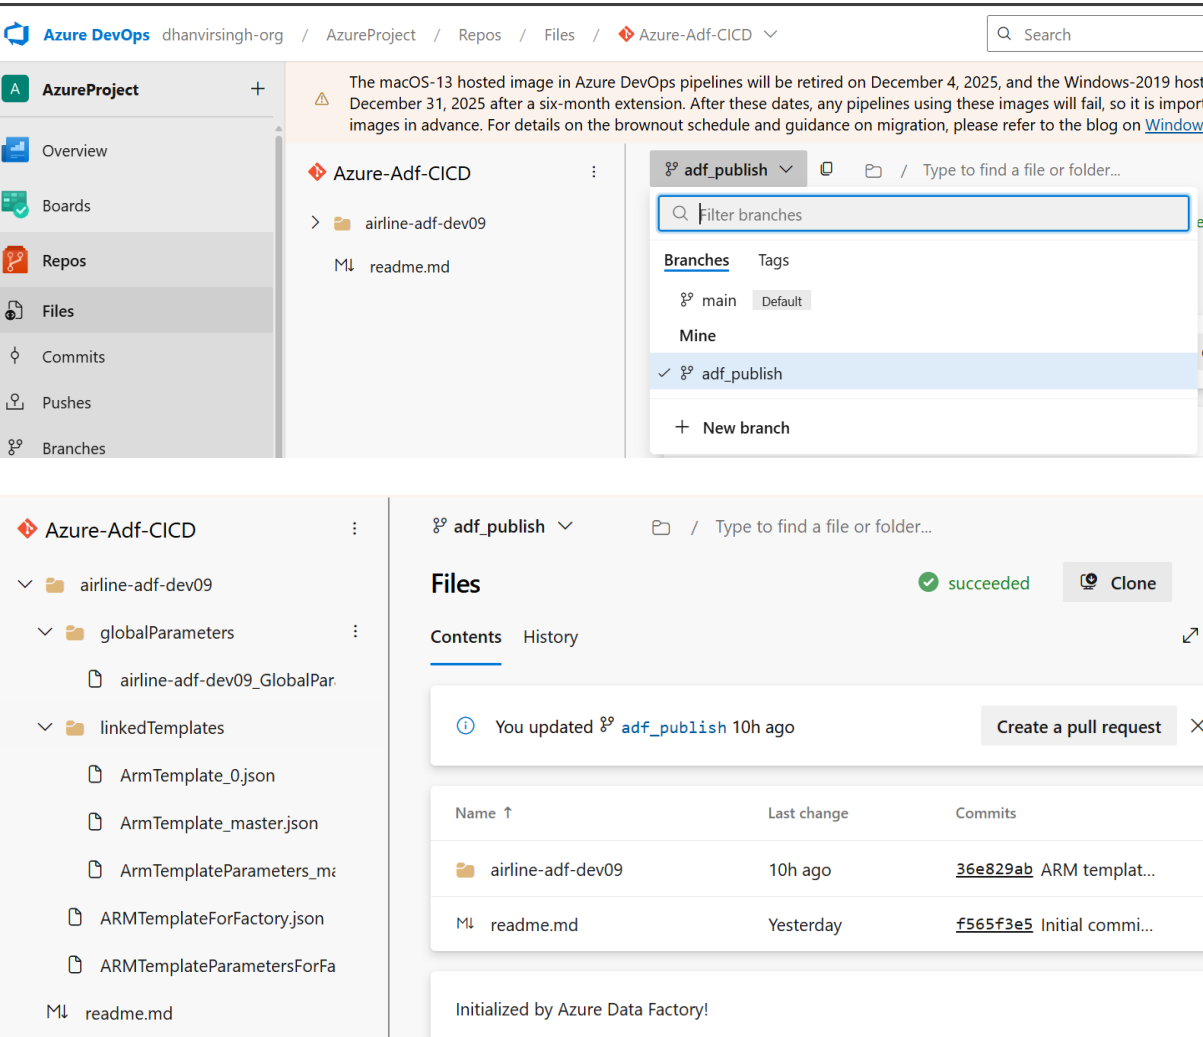 Azure DevOps dhanvirsingh-org / AzureProject / Repos / Files / Azure-Adf-CICD
Search
A AzureProject +
Overview
Boards
Repos
Files
Commits
Pushes
Branches
The macOS-13 hosted image in Azure DevOps pipelines will be retired on December 4, 2025, and the Windows-2019 host
December 31, 2025 after a six-month extension. After these dates, any pipelines using these images will fail, so it is impor
images in advance. For details on the brownout schedule and guidance on migration, please refer to the blog on Window
Azure-Adf-CICD
airline-adf-dev09
M↓ readme.md
adf_publish
/ Type to find a file or folder...
Filter branches
Branches Tags
main Default
Mine
adf_publish
+ New branch
Azure-Adf-CICD
airline-adf-dev09
globalParameters
airline-adf-dev09_GlobalPar
linkedTemplates
ArmTemplate_0.json
ArmTemplate_master.json
ArmTemplateParameters_ma
ARMTemplateForFactory.json
ARMTemplateParametersForFa
M↓ readme.md
adf_publish / Type to find a file or folder...
Files
succeeded
Clone
Contents History
You updated adf_publish 10h ago
Create a pull request
Name ↑ Last change Commits
airline-adf-dev09 10h ago 36e829ab ARM templat...
M↓ readme.md Yesterday f565f3e5 Initial commi...
Initialized by Azure Data Factory!